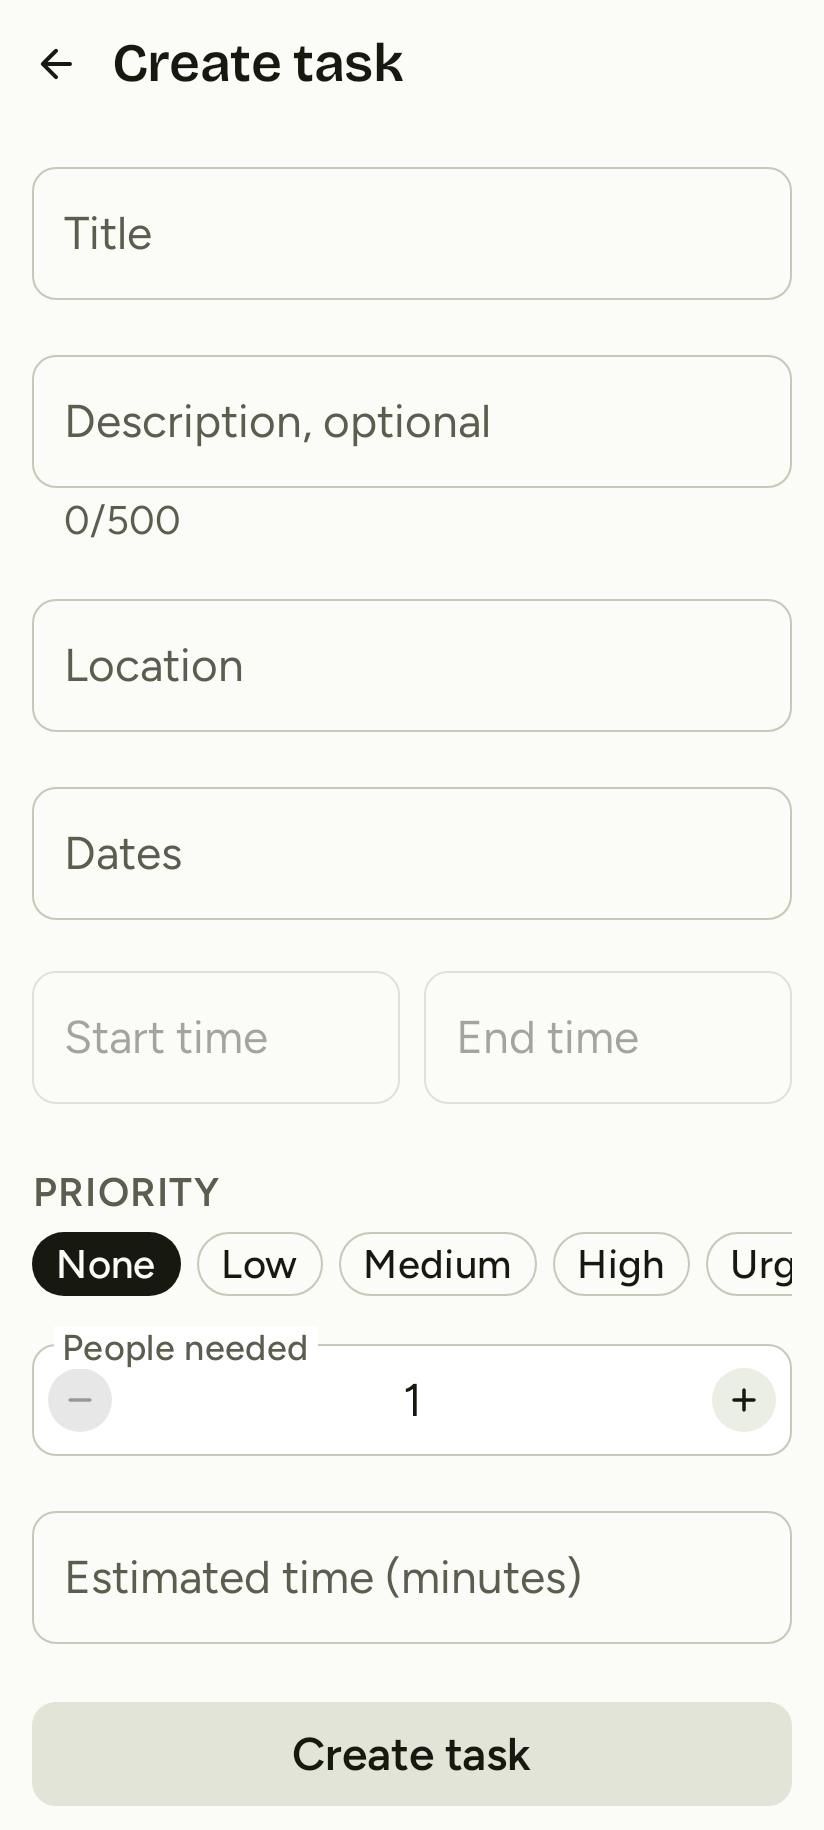 Create task
Title
Description, optional
0/500
Location
Dates
Start time End time
PRIORITY
None Low Medium High Urg
People needed
1
Estimated time (minutes)
Create task